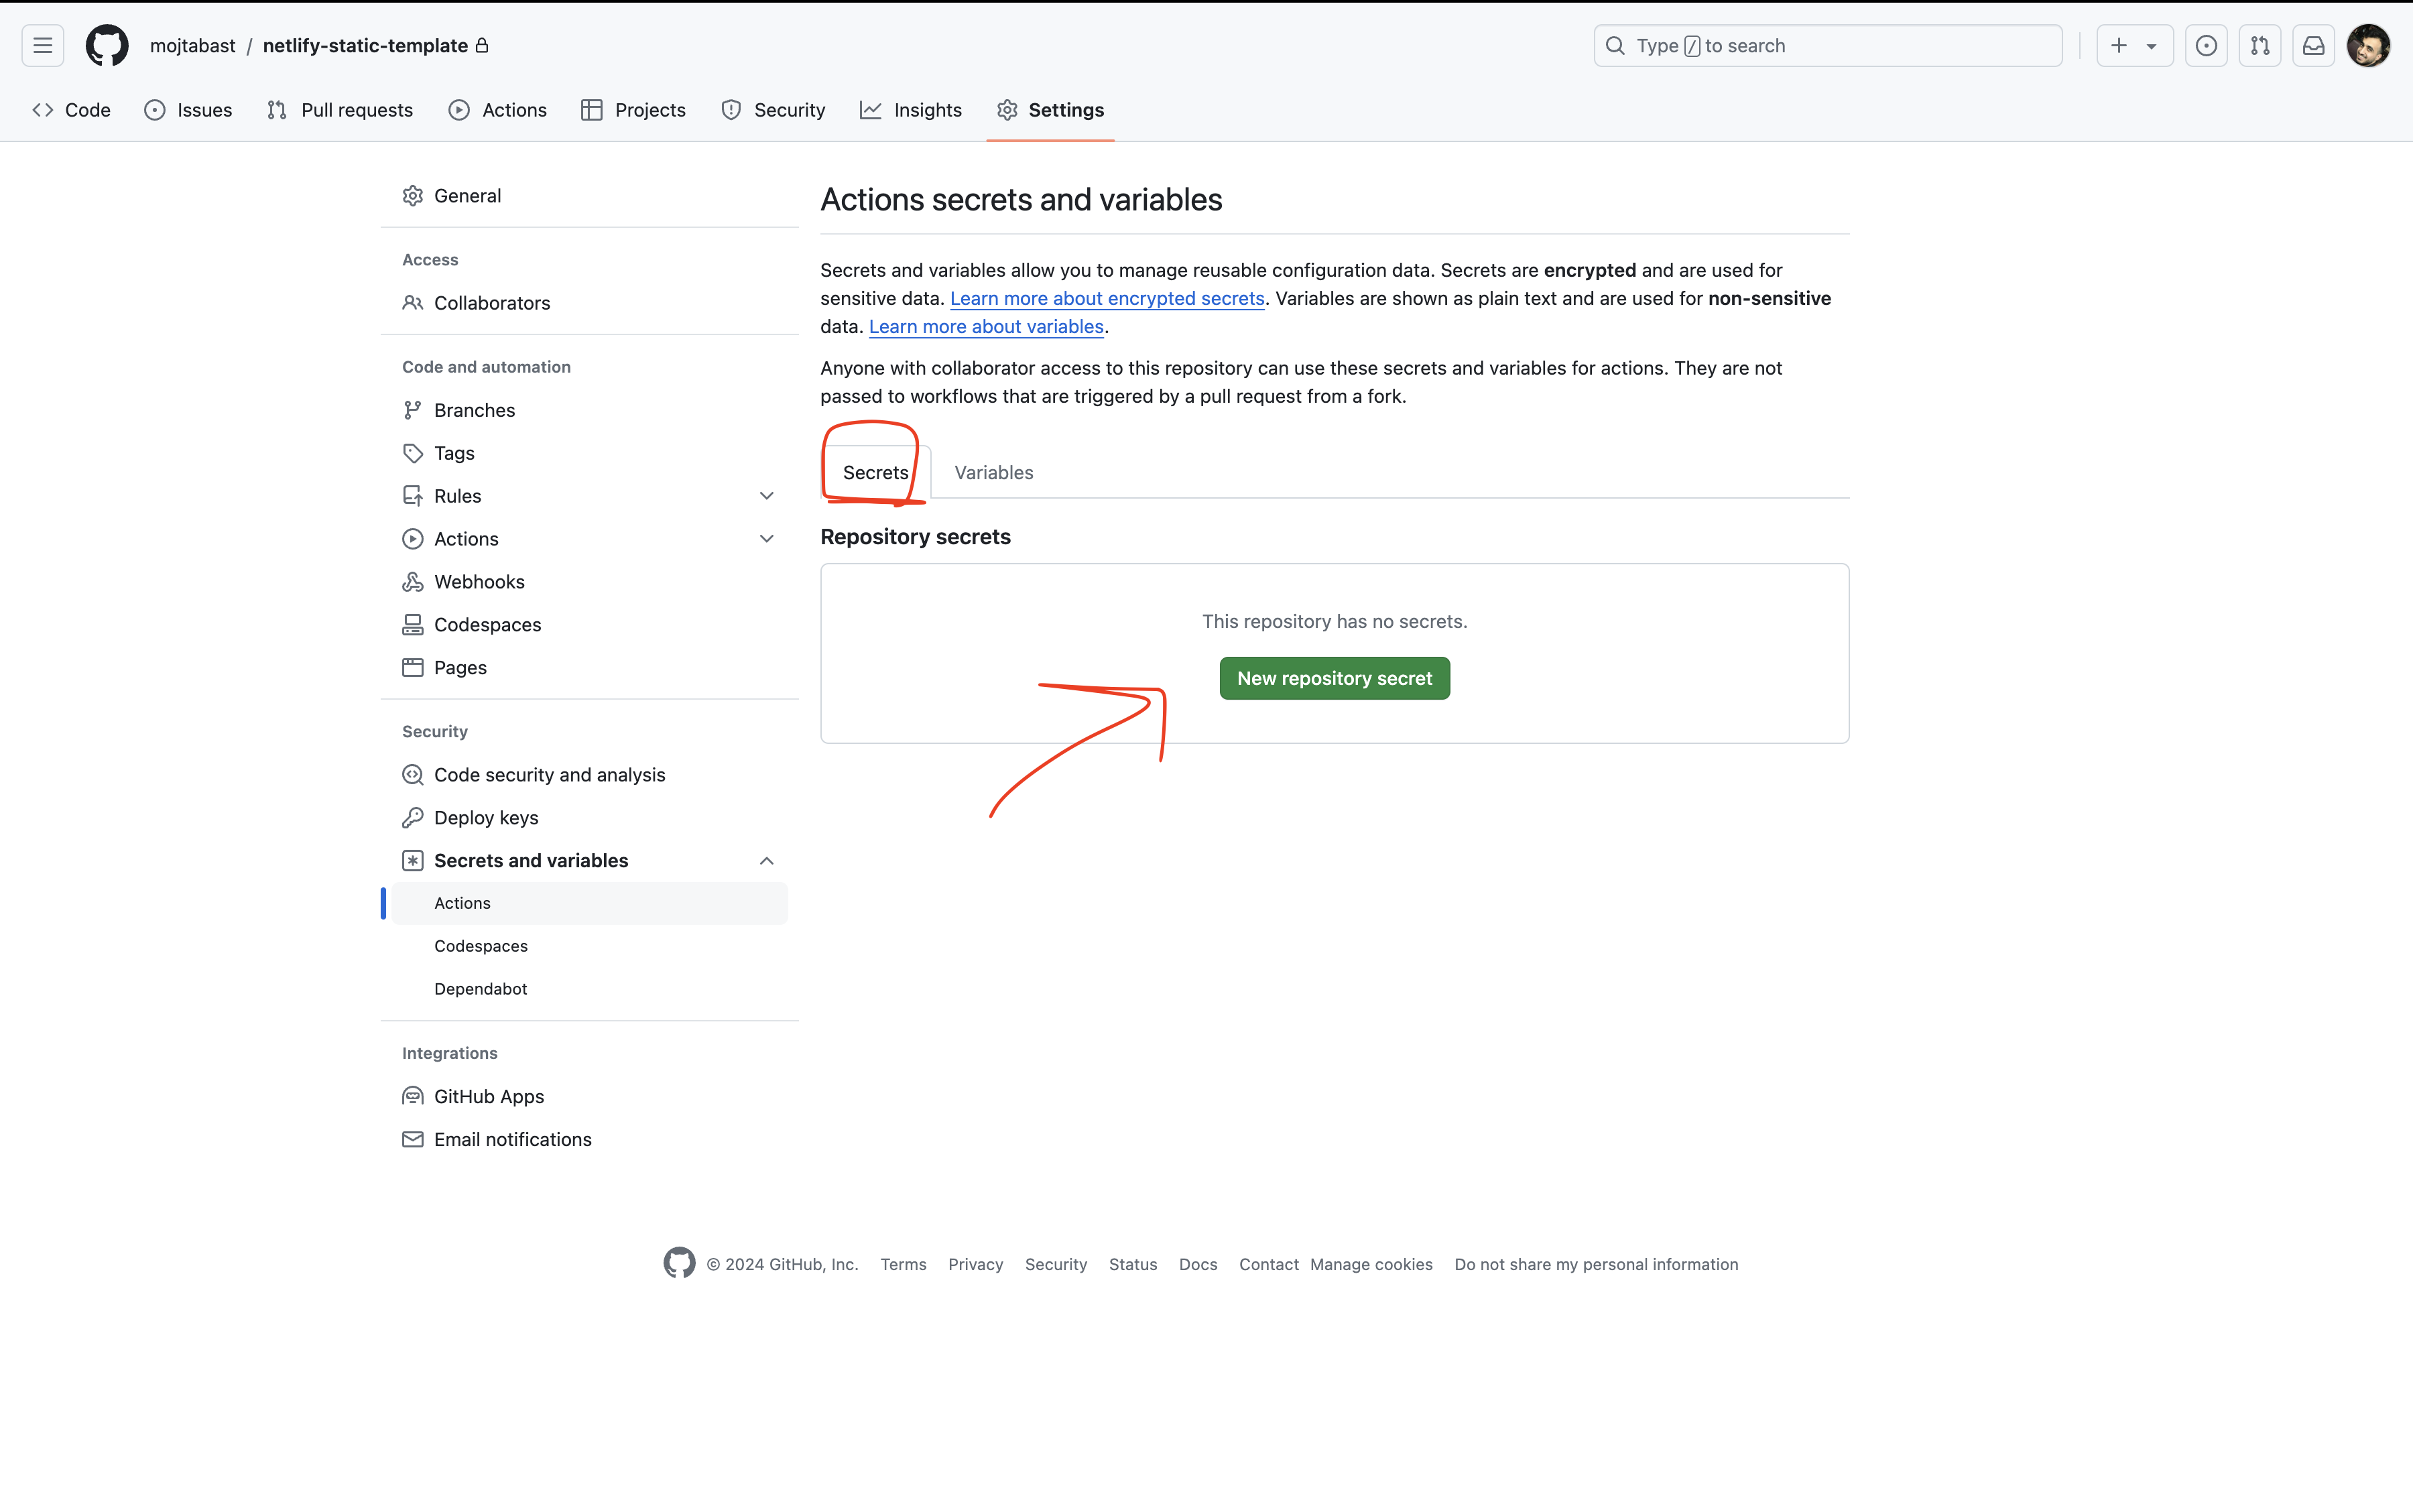 mojtabast / netlify-static-template
Type / to search
Code Issues Pull requests Actions Projects Security Insights Settings
General
Access
Collaborators
Code and automation
Branches
Tags
Rules
Actions
Webhooks
Codespaces
Pages
Security
Code security and analysis
Deploy keys
Secrets and variables
Actions
Codespaces
Dependabot
Integrations
GitHub Apps
Email notifications
Actions secrets and variables
Secrets and variables allow you to manage reusable configuration data. Secrets are encrypted and are used for
sensitive data. Learn more about encrypted secrets. Variables are shown as plain text and are used for non-sensitive
data. Learn more about variables.
Anyone with collaborator access to this repository can use these secrets and variables for actions. They are not
passed to workflows that are triggered by a pull request from a fork.
Secrets Variables
Repository secrets
This repository has no secrets.
New repository secret
© 2024 GitHub, Inc. Terms Privacy Security Status Docs Contact Manage cookies Do not share my personal information